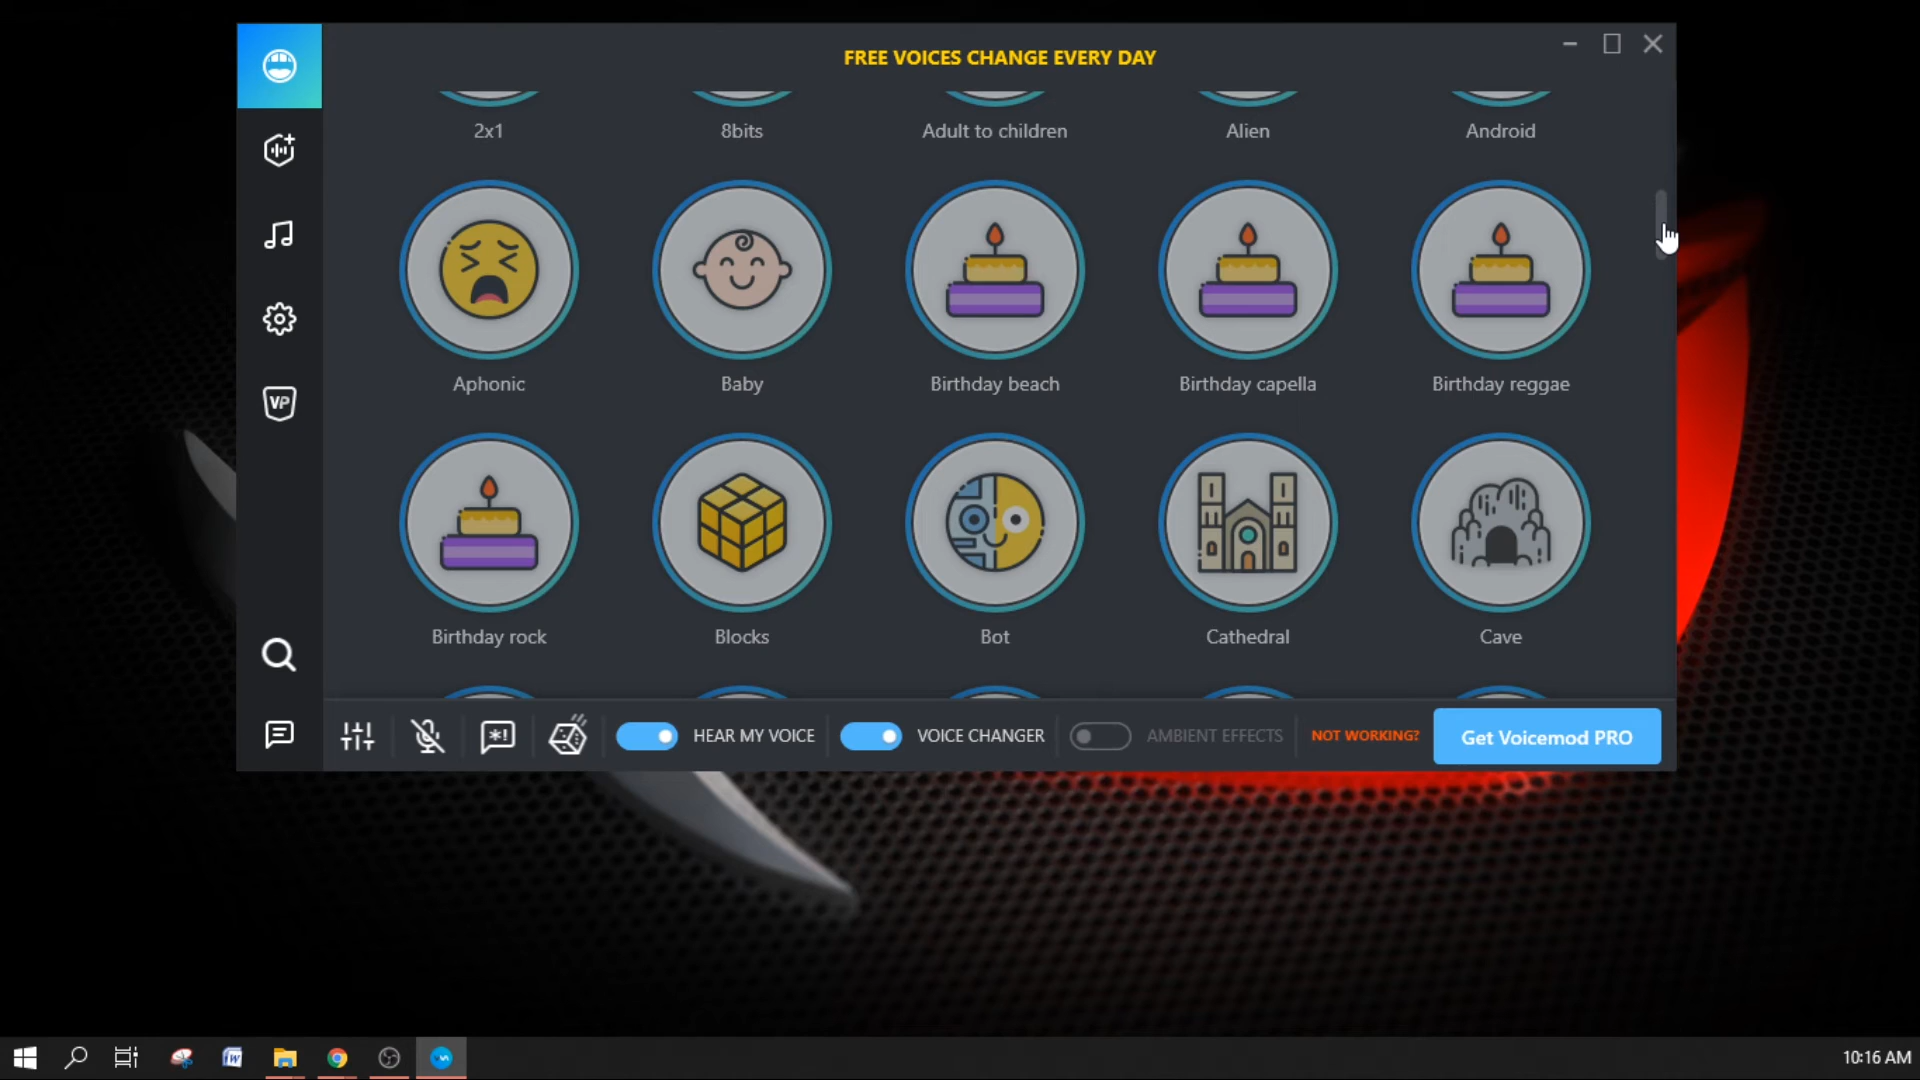 FREE VOICES CHANGE EVERY DAY
2x1
8bits
Adult to children
Alien
Android
Aphonic
Baby
Birthday beach
Birthday capella
Birthday reggae
Birthday rock
Blocks
Bot
Cathedral
Cave
VP
*!
HEAR MY VOICE
VOICE CHANGER
AMBIENT EFFECTS
NOT WORKING?
Get Voicemod PRO
W
10:16 AM